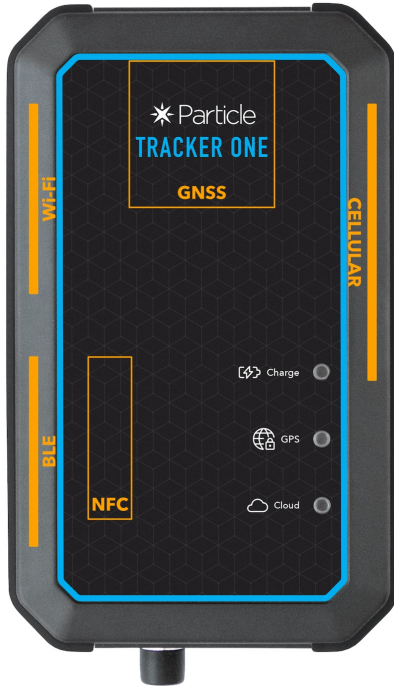 Particle
TRACKER ONE
GNSS
Wi-Fi
CELLULAR
Charge
BLE
GPS
NFC
Cloud